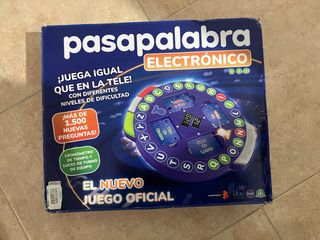 pasapalabra
ELECTRÓNICO
¡JUEGA IGUAL
QUE EN LA TELE!
CON DIFERENTES
NIVELES DE DIFICULTAD
¡MÁS DE
1.500
NUEVAS
PREGUNTAS!
CRONÓMETRO
DE TIEMPO Y
LUCES DE TURNO
DE EQUIPO
EL NUEVO
JUEGO OFICIAL